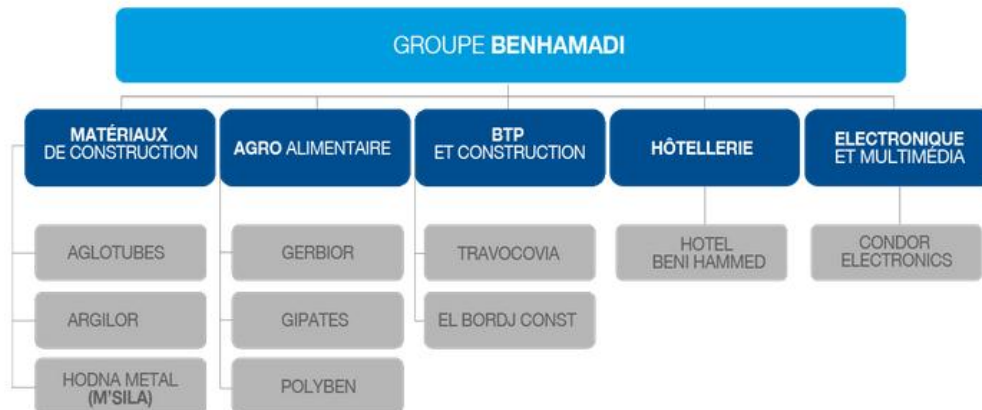 GROUPE BENHAMADI
MATÉRIAUX
DE CONSTRUCTION
AGRO ALIMENTAIRE
BTP
ET CONSTRUCTION
HÔTELLERIE
ELECTRONIQUE
ET MULTIMÉDIA
AGLOTUBES
GERBIOR
TRAVOCOVIA
HOTEL
BENI HAMMED
CONDOR
ELECTRONICS
ARGILOR
GIPATES
EL BORDJ CONST
HODNA METAL
(M'SILA)
POLYBEN